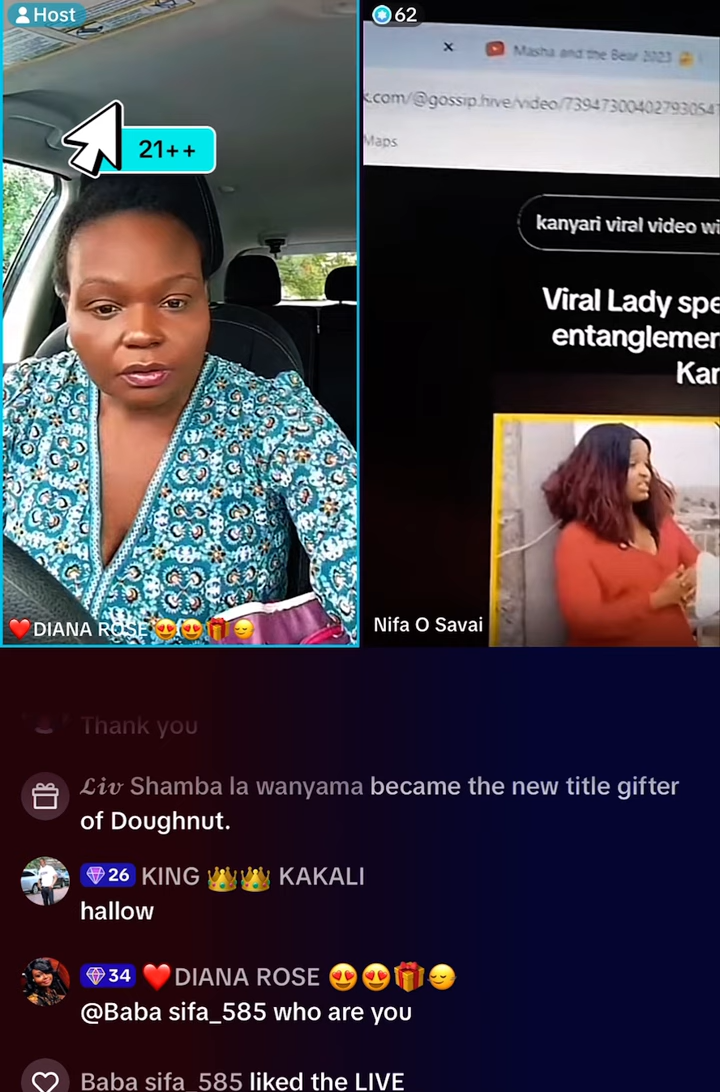 Host
21++
❤️DIANA ROSE 😍😍🎁😏
62
Masha and the Bear 2023
.com/@gossip.hive/video/7394730040279305
Maps
kanyari viral video wi
Viral Lady spe
entanglemen
Kar
Nifa O Savai
Thank you
𝓛𝓲𝓿 Shamba la wanyama became the new title gifter
of Doughnut.
26 KING 👑👑 KAKALI
hallow
34 ❤️DIANA ROSE 😍😍🎁😏
@Baba sifa_585 who are you
Baba sifa_585 liked the LIVE